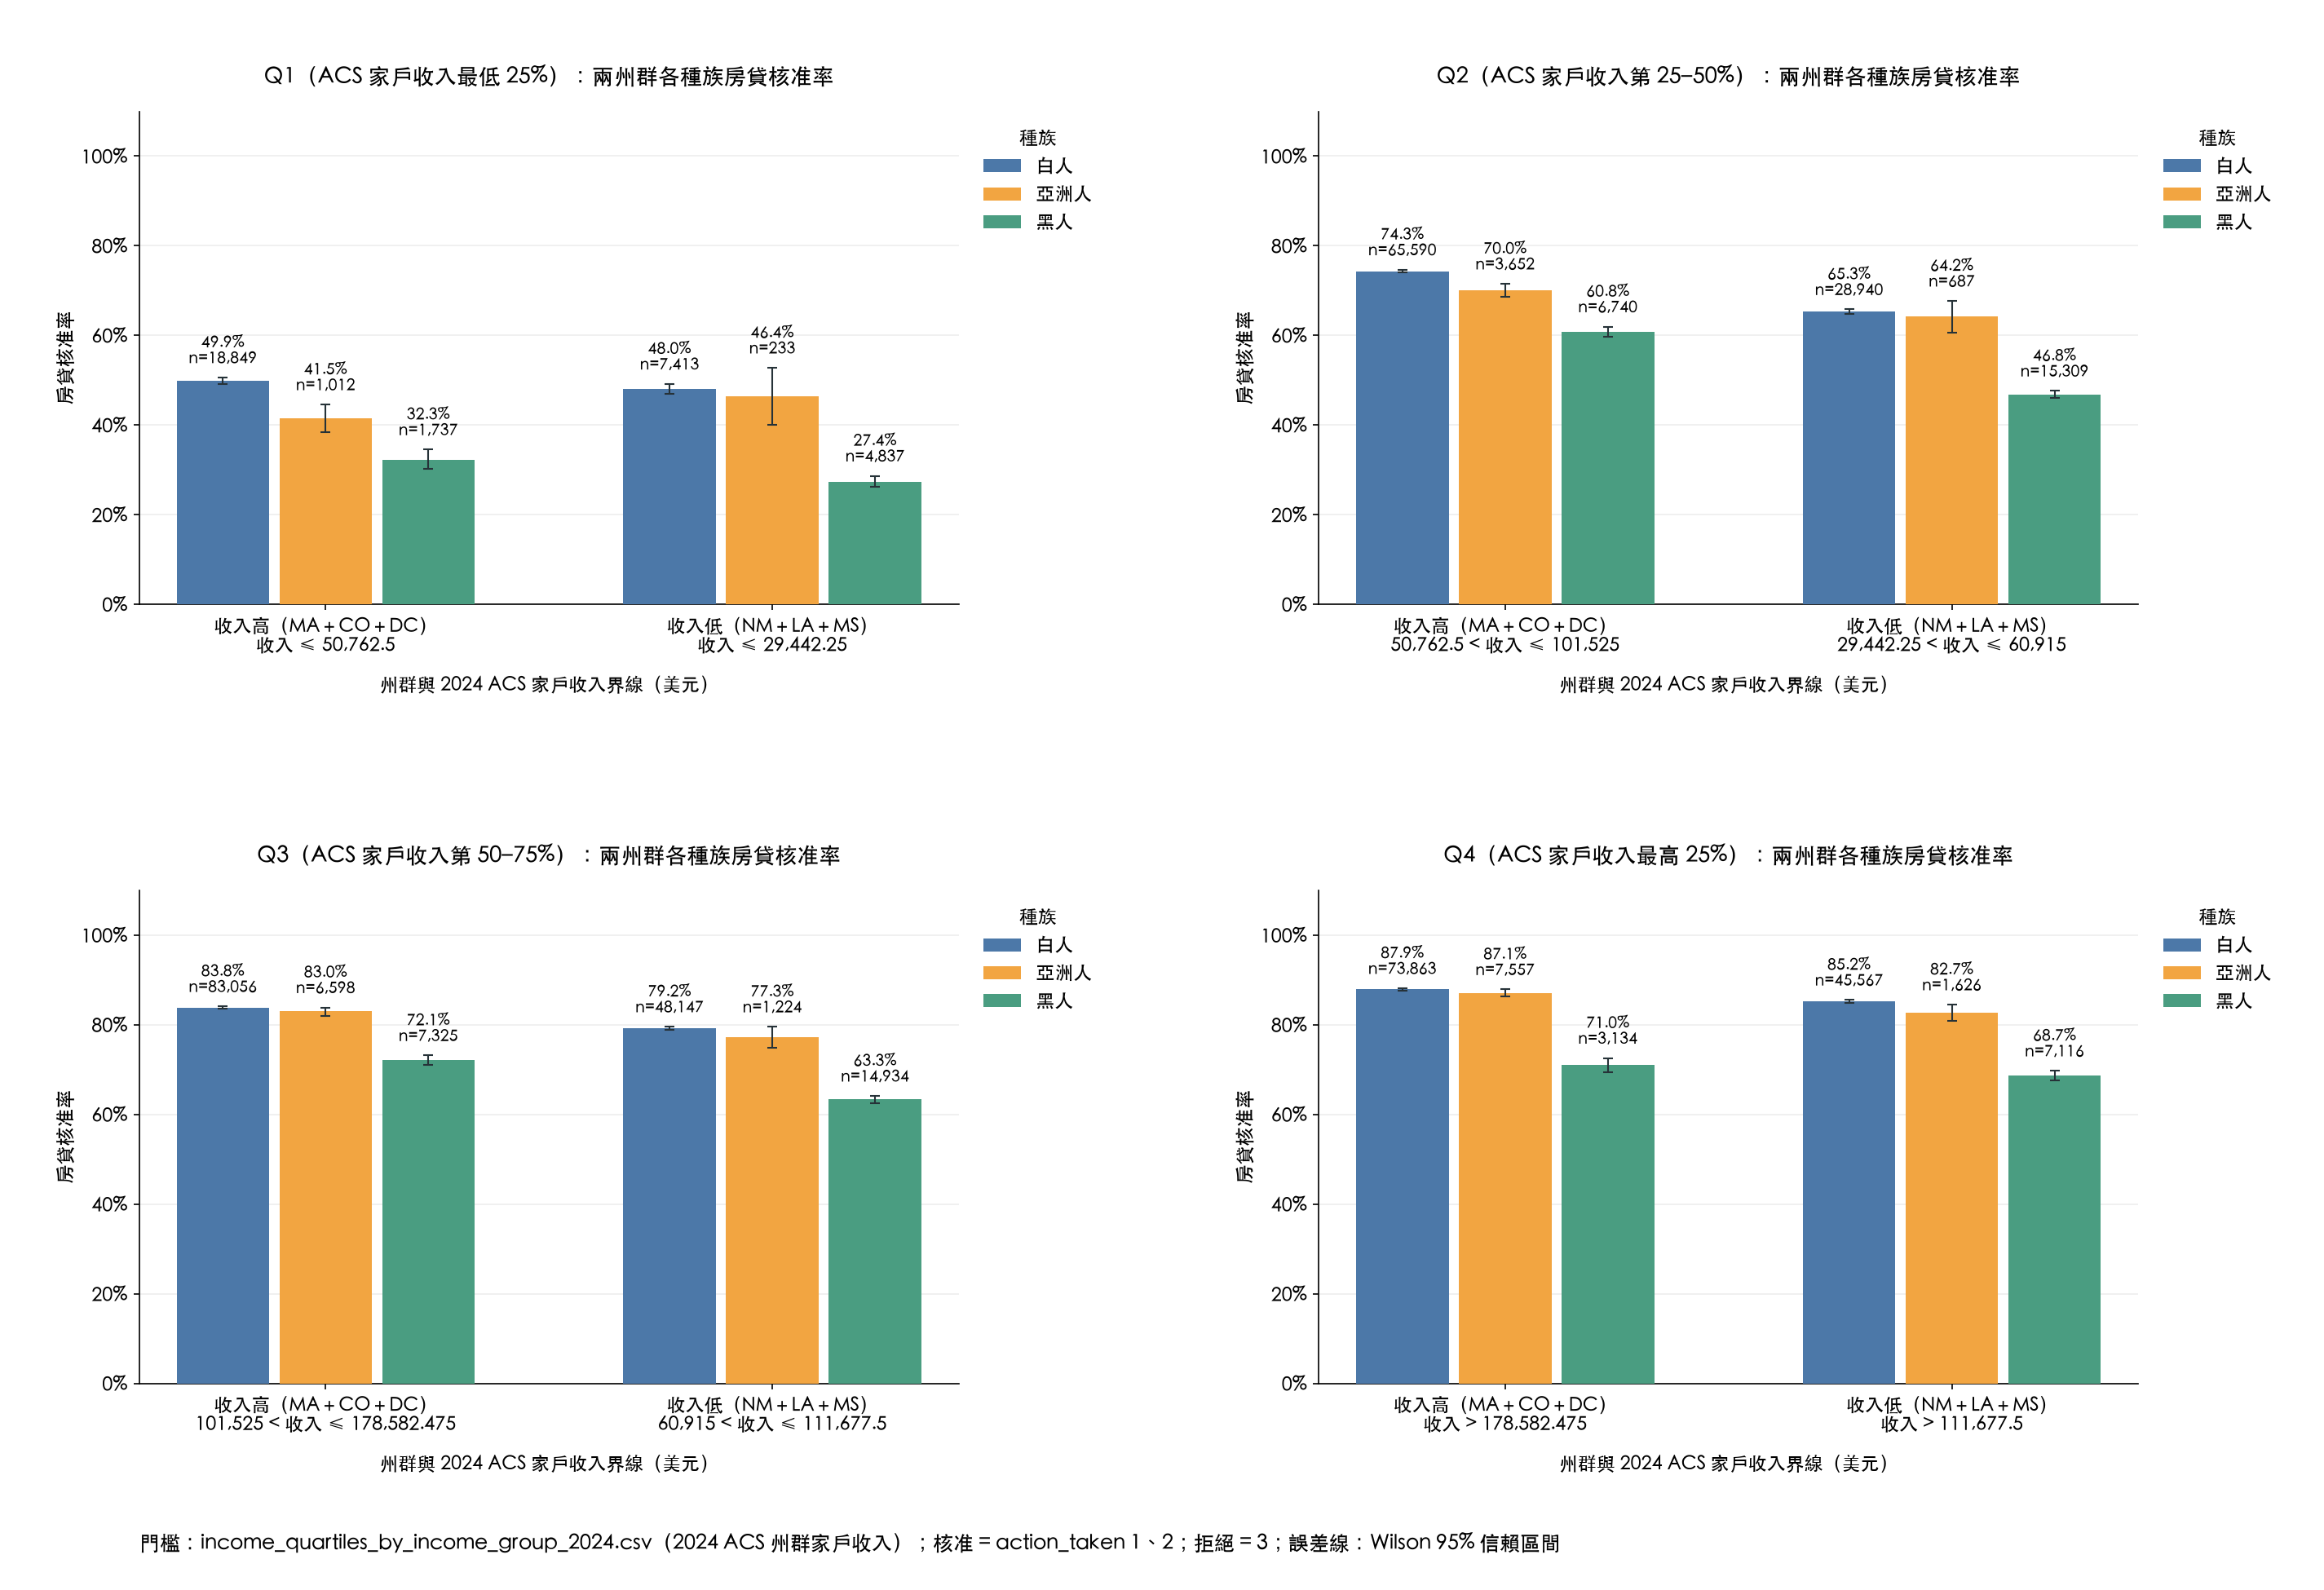 Q1（ACS 家戶收入最低 25%）：兩州群各種族房貸核准率
房貸核准率
100%
80%
60%
40%
20%
0%
49.9%
n=18,849
41.5%
n=1,012
32.3%
n=1,737
48.0%
n=7,413
46.4%
n=233
27.4%
n=4,837
種族
白人
亞洲人
黑人
收入高（MA+CO+DC）
收入 ≤ 50,762.5
收入低（NM+LA+MS）
收入 ≤ 29,442.25
州群與 2024 ACS 家戶收入界線（美元）
Q2（ACS 家戶收入第 25–50%）：兩州群各種族房貸核准率
房貸核准率
100%
80%
60%
40%
20%
0%
74.3%
n=65,590
70.0%
n=3,652
60.8%
n=6,740
65.3%
n=28,940
64.2%
n=687
46.8%
n=15,309
種族
白人
亞洲人
黑人
收入高（MA+CO+DC）
50,762.5 < 收入 ≤ 101,525
收入低（NM+LA+MS）
29,442.25 < 收入 ≤ 60,915
州群與 2024 ACS 家戶收入界線（美元）
Q3（ACS 家戶收入第 50–75%）：兩州群各種族房貸核准率
房貸核准率
100%
80%
60%
40%
20%
0%
83.8%
n=83,056
83.0%
n=6,598
72.1%
n=7,325
79.2%
n=48,147
77.3%
n=1,224
63.3%
n=14,934
種族
白人
亞洲人
黑人
收入高（MA+CO+DC）
101,525 < 收入 ≤ 178,582.475
收入低（NM+LA+MS）
60,915 < 收入 ≤ 111,677.5
州群與 2024 ACS 家戶收入界線（美元）
Q4（ACS 家戶收入最高 25%）：兩州群各種族房貸核准率
房貸核准率
100%
80%
60%
40%
20%
0%
87.9%
n=73,863
87.1%
n=7,557
71.0%
n=3,134
85.2%
n=45,567
82.7%
n=1,626
68.7%
n=7,116
種族
白人
亞洲人
黑人
收入高（MA+CO+DC）
收入 > 178,582.475
收入低（NM+LA+MS）
收入 > 111,677.5
州群與 2024 ACS 家戶收入界線（美元）
門檻：income_quartiles_by_income_group_2024.csv（2024 ACS 州群家戶收入）；核准 = action_taken 1、2；拒絕 = 3；誤差線：Wilson 95% 信賴區間